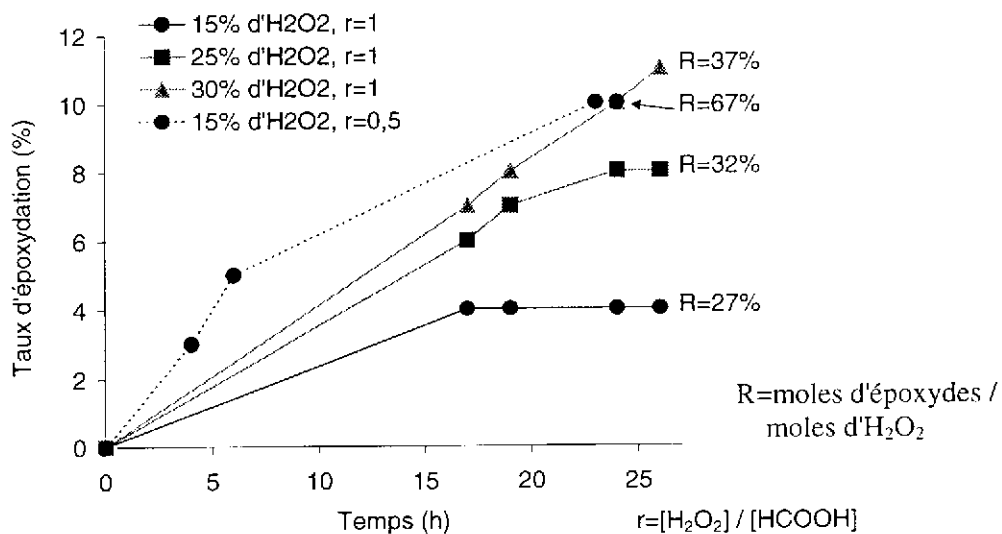 15% d'H2O2, r=1
25% d'H2O2, r=1
30% d'H2O2, r=1
15% d'H2O2, r=0,5
R=37%
R=67%
R=32%
R=27%
Taux d'époxydation (%)
12
10
8
6
4
2
0
0 5 10 15 20 25
Temps (h)
R=moles d'époxydes /
moles d'H₂O₂
r=[H₂O₂] / [HCOOH]